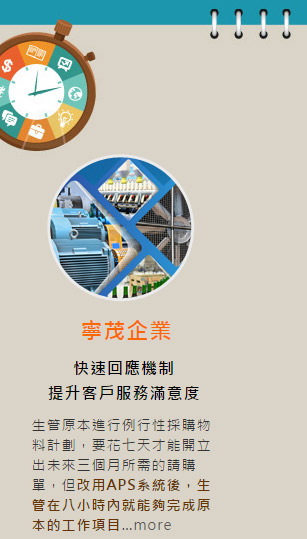 寧茂企業
快速回應機制
提升客戶服務滿意度
生管原本進行例行性採購物
料計劃，要花七天才能開立
出未來三個月所需的請購
單，但改用APS系統後，生
管在八小時內就能夠完成原
本的工作項目...more